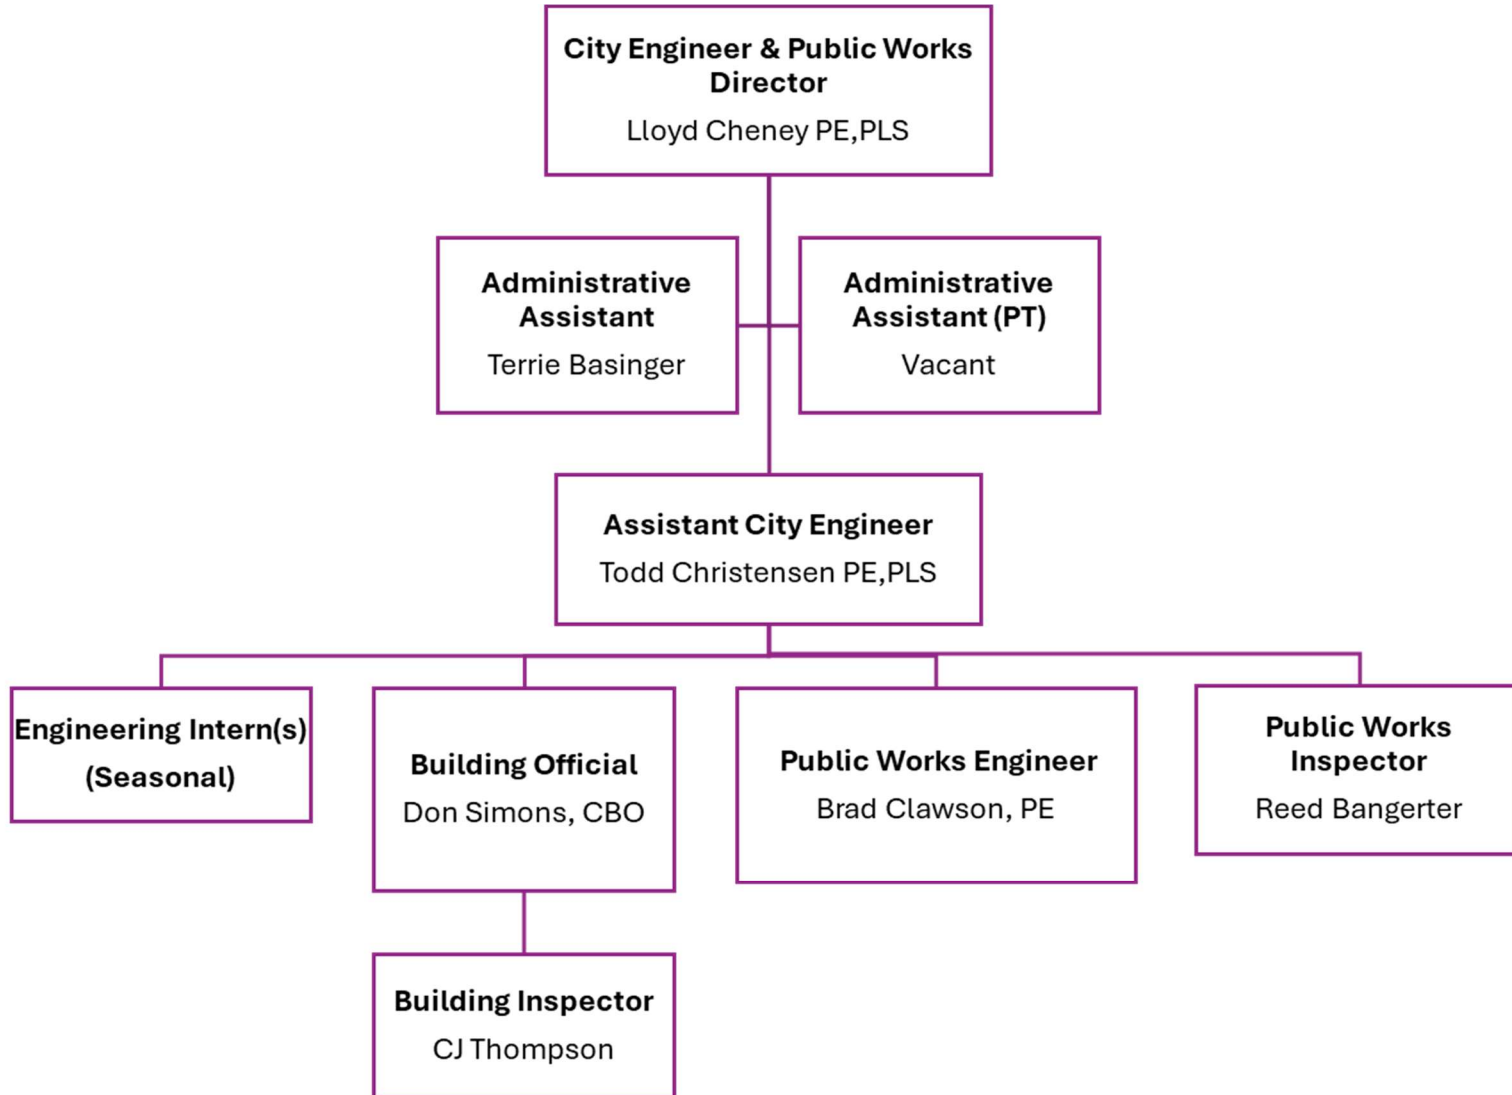 City Engineer & Public Works
Director
Lloyd Cheney PE,PLS
Administrative
Assistant
Terrie Basinger
Administrative
Assistant (PT)
Vacant
Assistant City Engineer
Todd Christensen PE,PLS
Engineering Intern(s)
(Seasonal)
Building Official
Don Simons, CBO
Public Works Engineer
Brad Clawson, PE
Public Works
Inspector
Reed Bangerter
Building Inspector
CJ Thompson